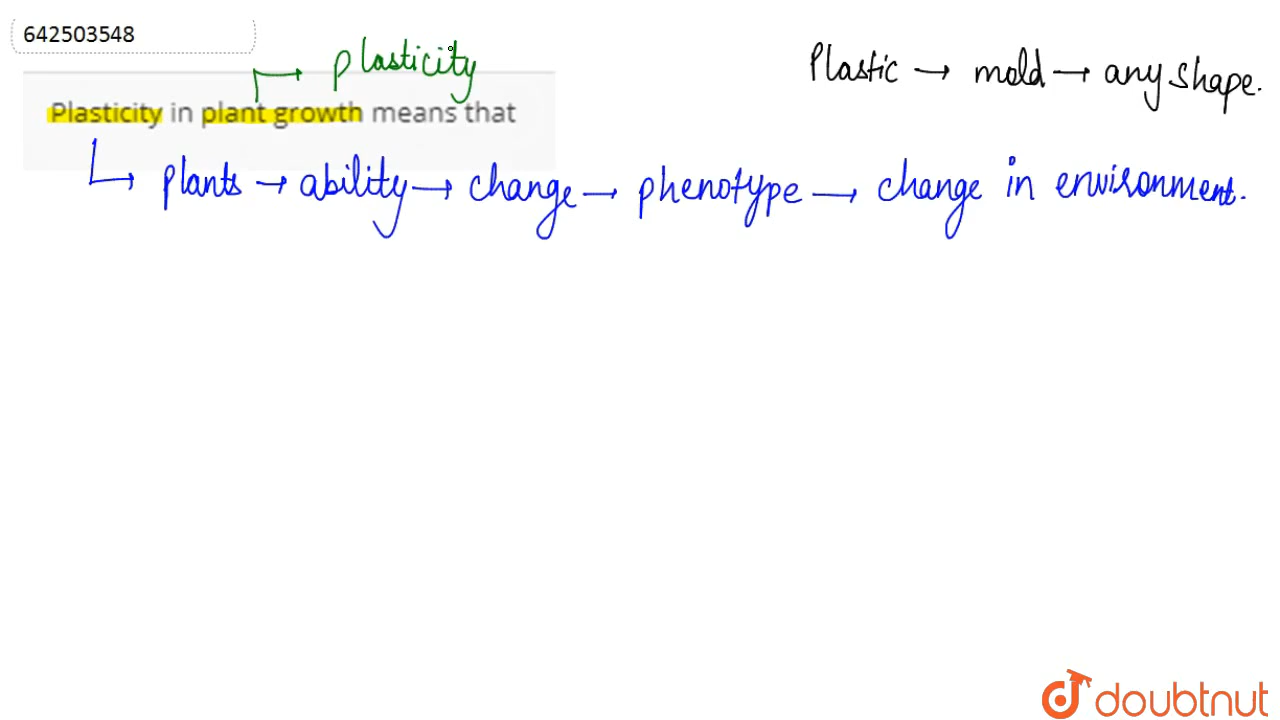 642503548
plasticity
Plastic → mold → any shape.
Plasticity in plant growth means that
↳ plants → ability → change → phenotype → change in environment.
doubtnut